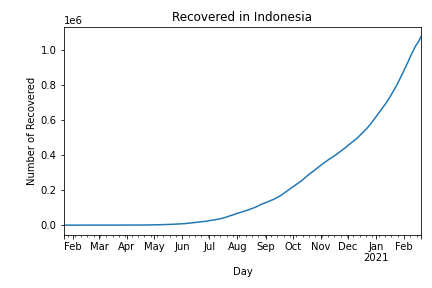 Recovered in Indonesia
1e6
1.0
0.8
0.6
0.4
0.2
0.0
Number of Recovered
Feb Mar Apr May Jun Jul Aug Sep Oct Nov Dec Jan Feb
2021
Day